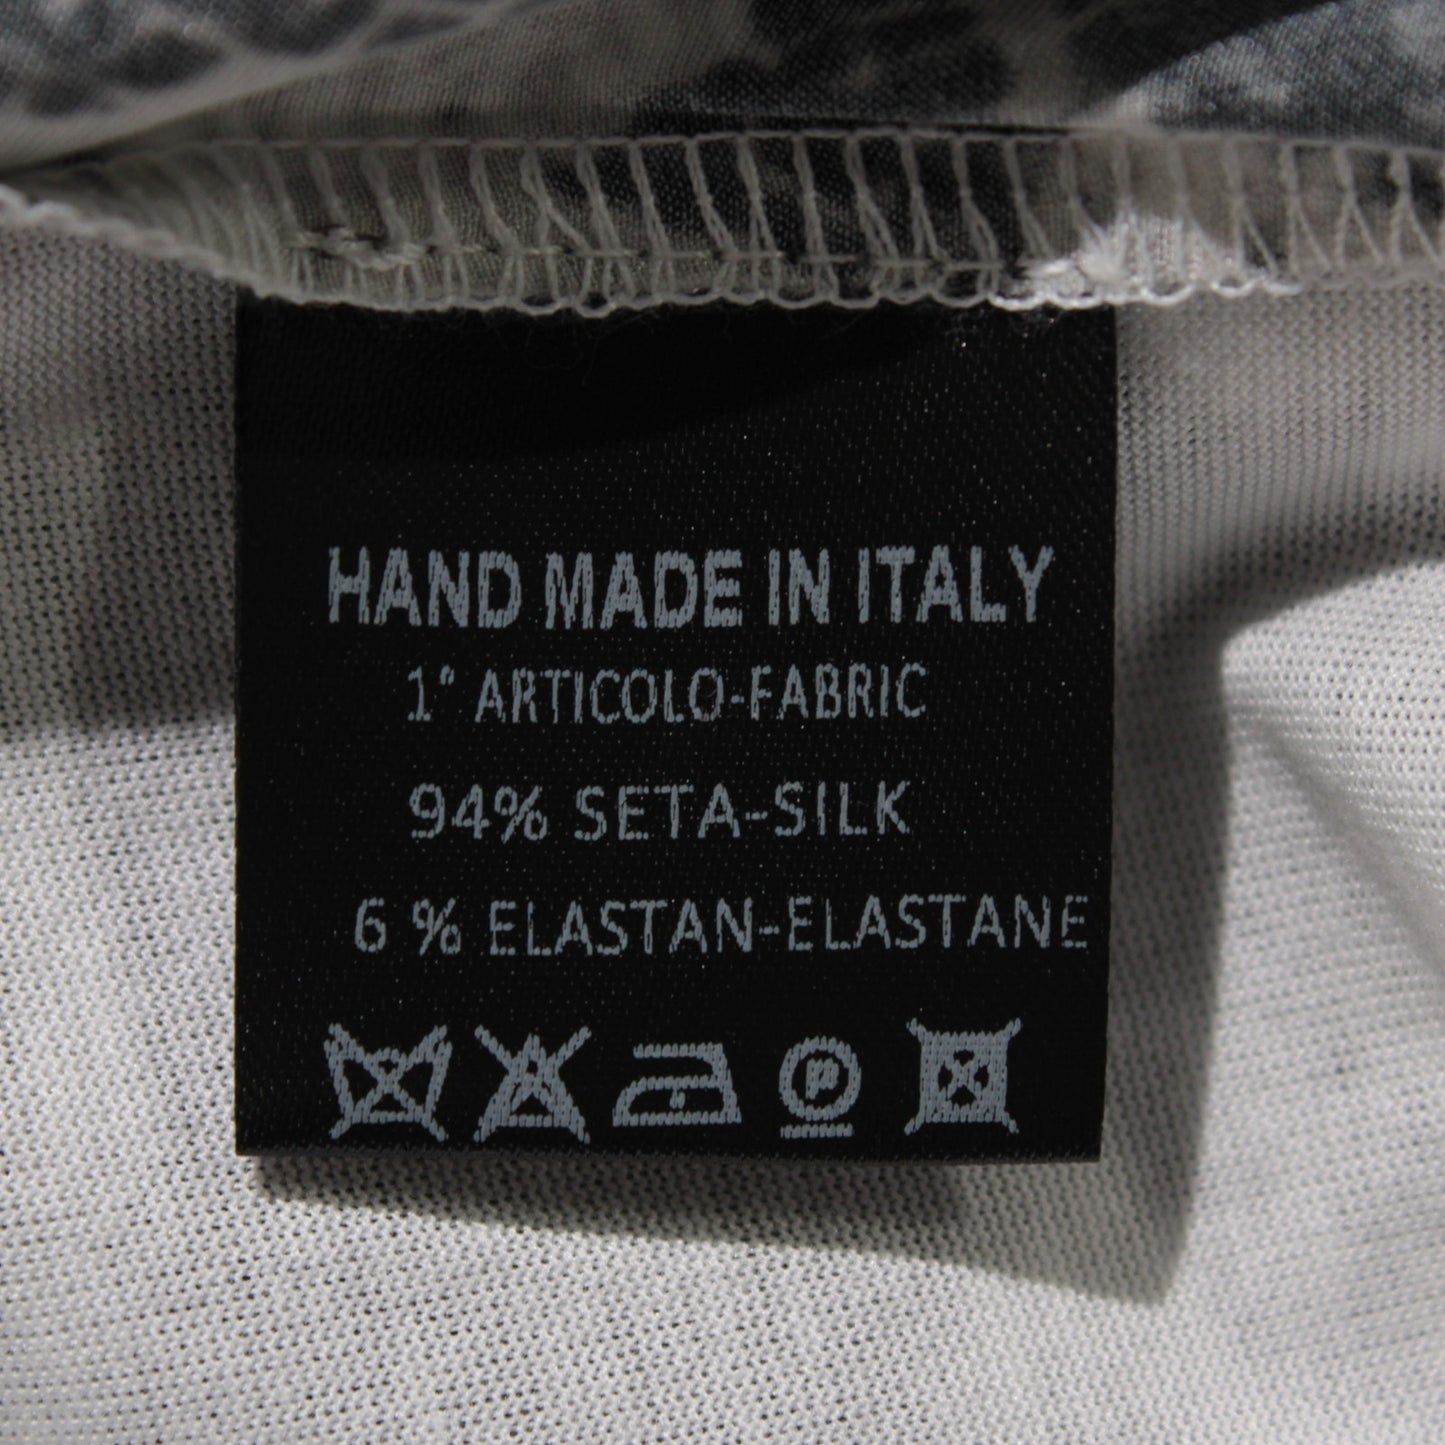 HAND MADE IN ITALY
1° ARTICOLO-FABRIC
94% SETA-SILK
6 % ELASTAN-ELASTANE
P